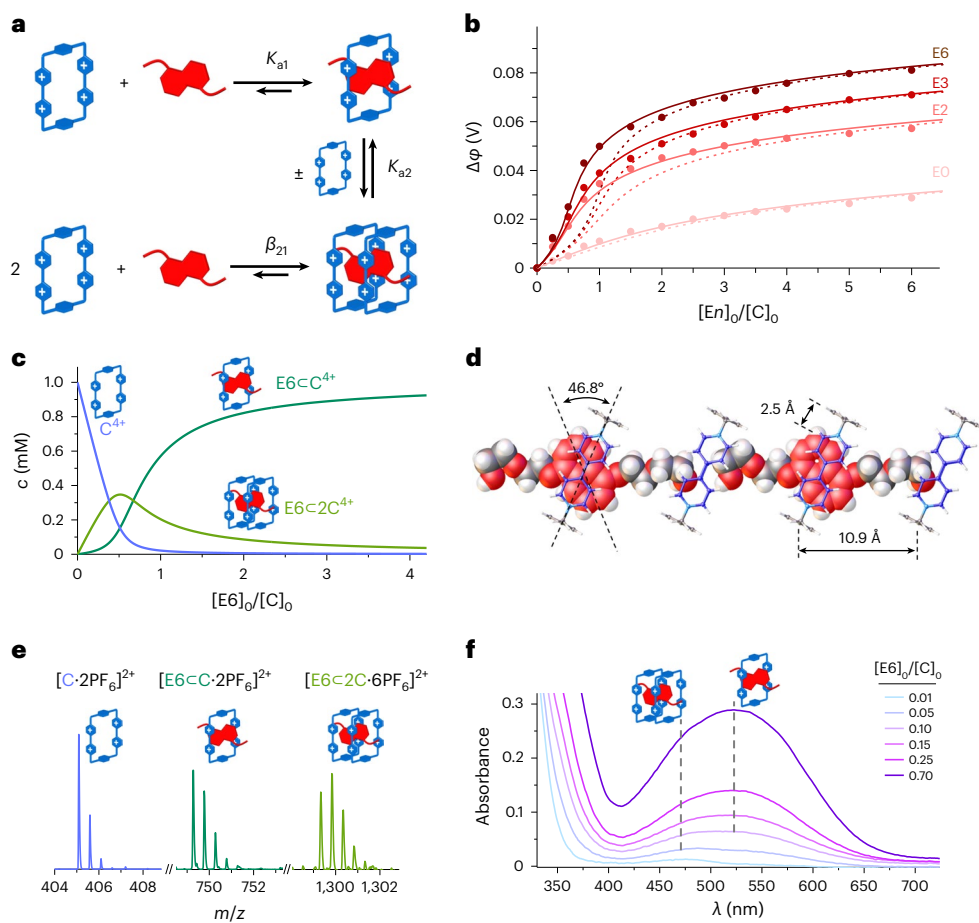 a
+
Ka1
±
Ka2
2
+
β21
b
Δφ (V)
0.08
0.06
0.04
0.02
0
E6
E3
E2
E0
0 1 2 3 4 5 6
[En]0/[C]0
c
c (mM)
1.0
0.8
0.6
0.4
0.2
0
C4+
E6⊂C4+
E6⊂2C4+
0 1 2 3 4
[E6]0/[C]0
d
46.8°
2.5 Å
10.9 Å
e
[C·2PF6]2+ [E6⊂C·2PF6]2+ [E6⊂2C·6PF6]2+
404 406 408 750 752 1,300 1,302
m/z
f
[E6]0/[C]0
0.01
0.05
0.10
0.15
0.25
0.70
Absorbance
0.3
0.2
0.1
0
350 400 450 500 550 600 650 700
λ (nm)